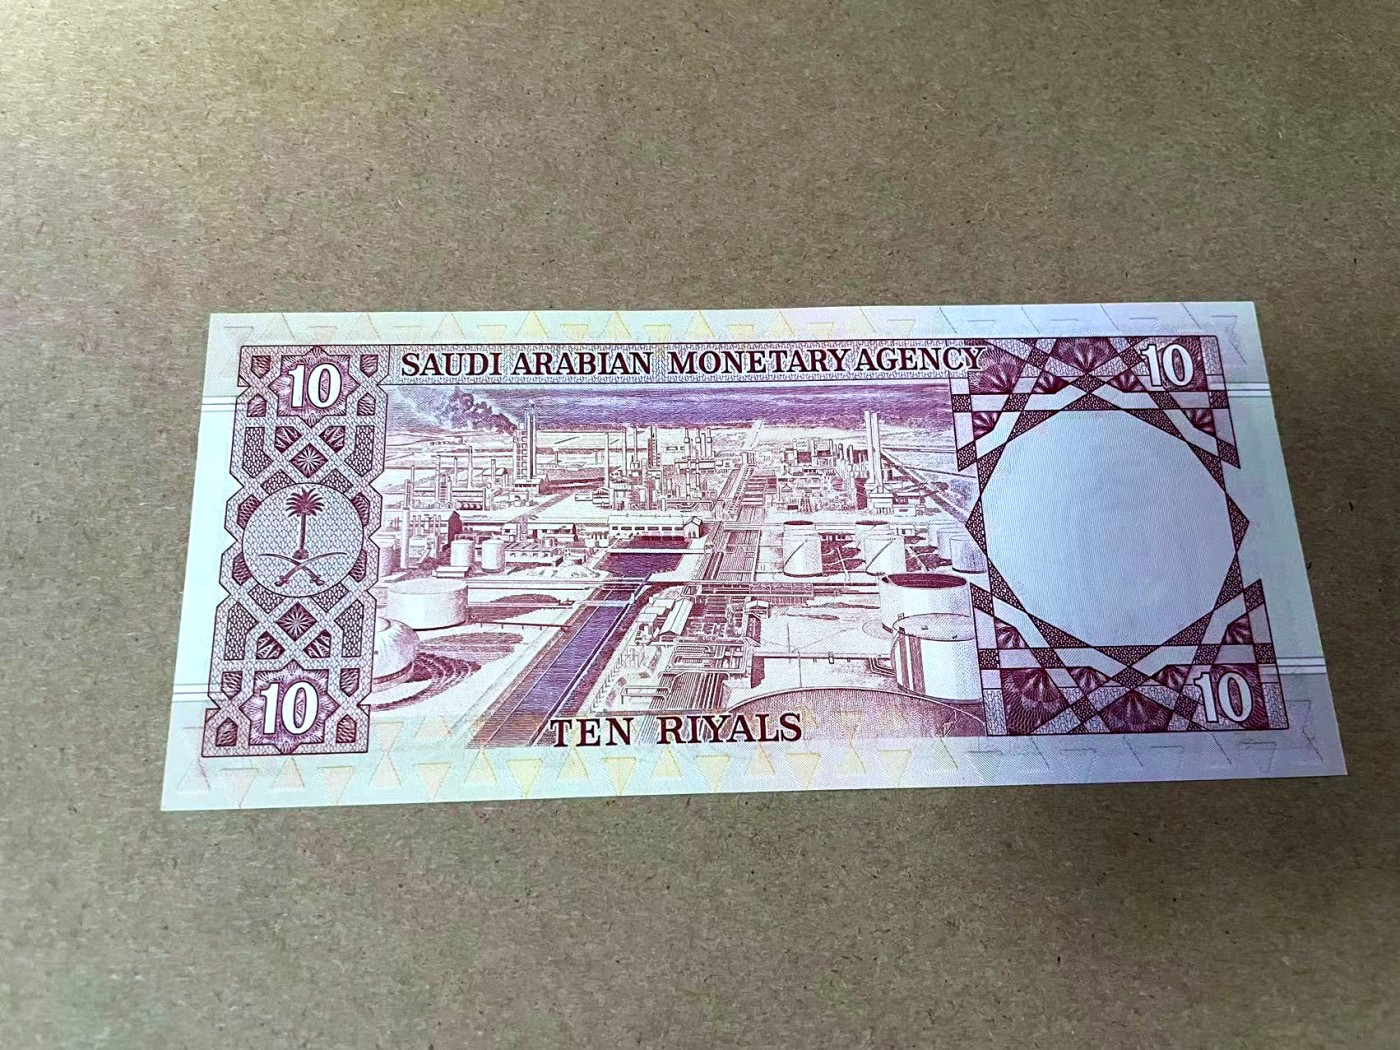 10 SAUDI ARABIAN MONETARY AGENCY 10
10 TEN RIYALS 10